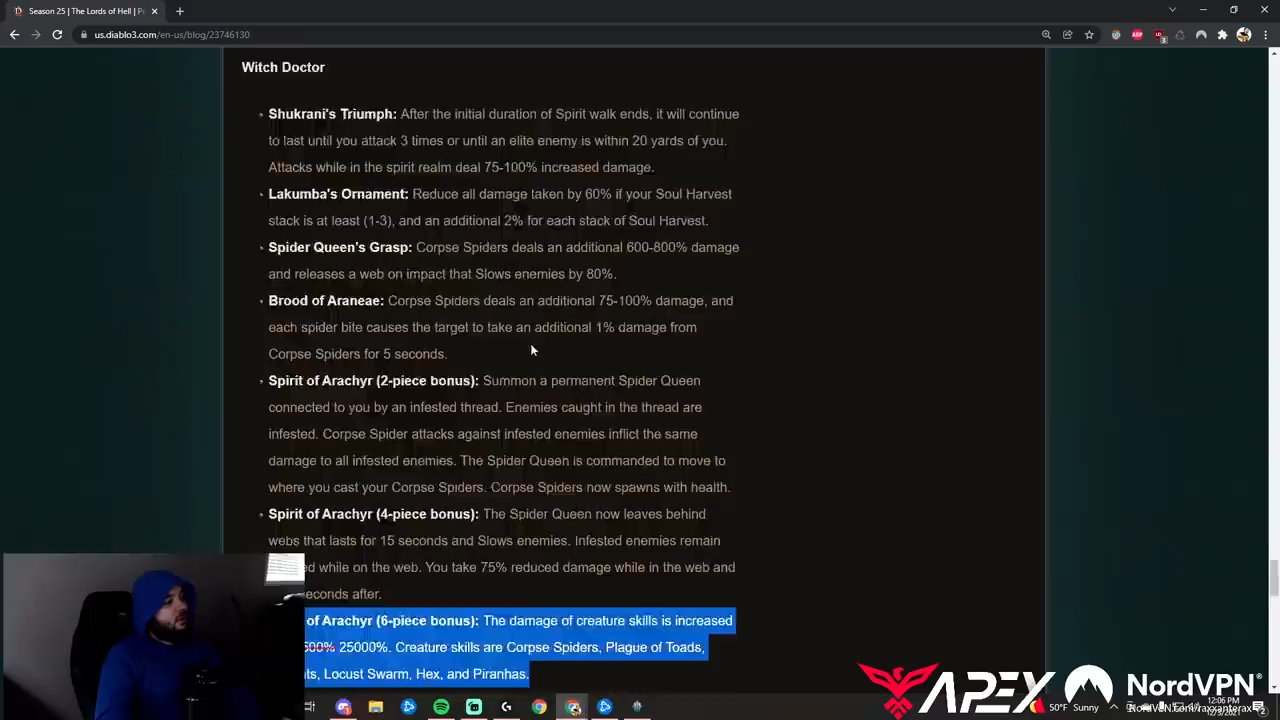 Season 25 | The Lords of Hell | P
us.diablo3.com/en-us/blog/23746130
Witch Doctor
Shukrani's Triumph: After the initial duration of Spirit walk ends, it will continue
to last until you attack 3 times or until an elite enemy is within 20 yards of you.
Attacks while in the spirit realm deal 75-100% increased damage.
Lakumba's Ornament: Reduce all damage taken by 60% if your Soul Harvest
stack is at least (1-3), and an additional 2% for each stack of Soul Harvest.
Spider Queen's Grasp: Corpse Spiders deals an additional 600-800% damage
and releases a web on impact that Slows enemies by 80%.
Brood of Araneae: Corpse Spiders deals an additional 75-100% damage, and
each spider bite causes the target to take an additional 1% damage from
Corpse Spiders for 5 seconds.
Spirit of Arachyr (2-piece bonus): Summon a permanent Spider Queen
connected to you by an infested thread. Enemies caught in the thread are
infested. Corpse Spider attacks against infested enemies inflict the same
damage to all infested enemies. The Spider Queen is commanded to move to
where you cast your Corpse Spiders. Corpse Spiders now spawns with health.
Spirit of Arachyr (4-piece bonus): The Spider Queen now leaves behind
webs that lasts for 15 seconds and Slows enemies. Infested enemies remain
while on the web. You take 75% reduced damage while in the web and
seconds after.
of Arachyr (6-piece bonus): The damage of creature skills is increased
25000%. Creature skills are Corpse Spiders, Plague of Toads,
Locust Swarm, Hex, and Piranhas.
APEX
NordVPN
50°F Sunny
12:06 PM